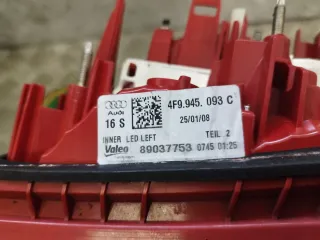 Audi
4F9.945. 093 C
16 S
25/01/08
INNER LED LEFT
TEIL 2
Valeo 89037753 0745 01:25